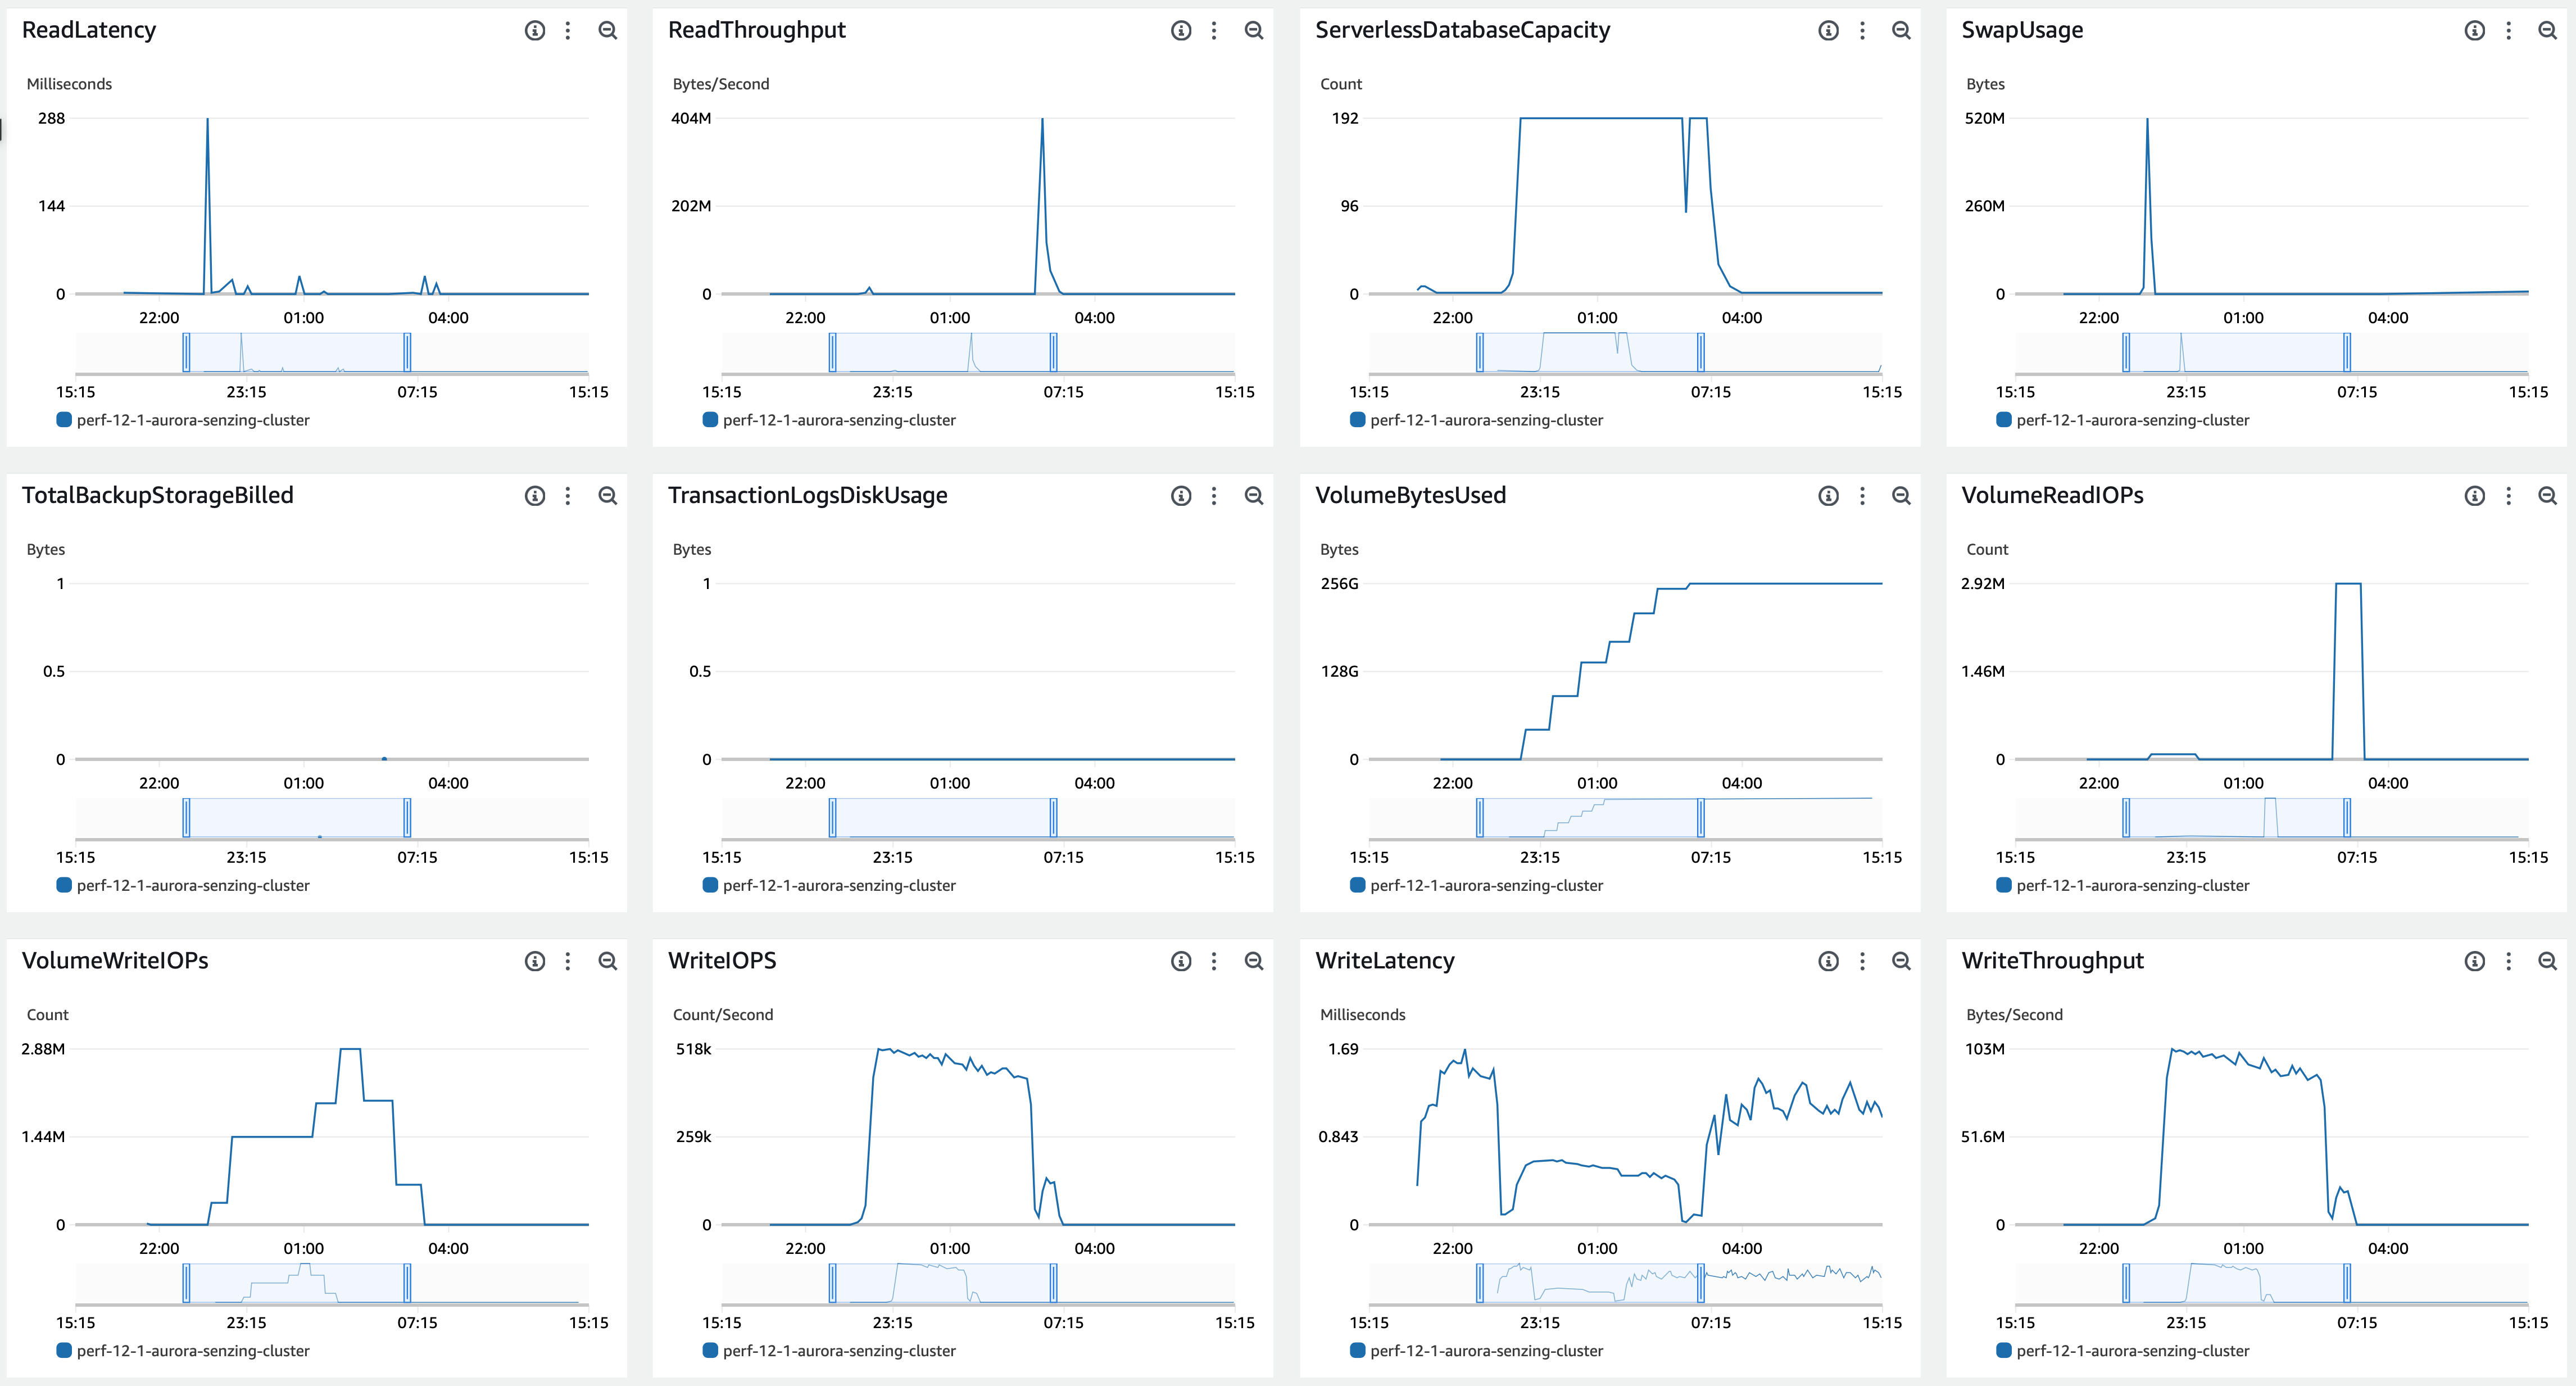 ReadLatency
Milliseconds
288
144
0
22:00 01:00 04:00
15:15 23:15 07:15 15:15
perf-12-1-aurora-senzing-cluster
ReadThroughput
Bytes/Second
404M
202M
0
22:00 01:00 04:00
15:15 23:15 07:15 15:15
perf-12-1-aurora-senzing-cluster
ServerlessDatabaseCapacity
Count
192
96
0
22:00 01:00 04:00
15:15 23:15 07:15 15:15
perf-12-1-aurora-senzing-cluster
SwapUsage
Bytes
520M
260M
0
22:00 01:00 04:00
15:15 23:15 07:15 15:15
perf-12-1-aurora-senzing-cluster
TotalBackupStorageBilled
Bytes
1
0.5
0
22:00 01:00 04:00
15:15 23:15 07:15 15:15
perf-12-1-aurora-senzing-cluster
TransactionLogsDiskUsage
Bytes
1
0.5
0
22:00 01:00 04:00
15:15 23:15 07:15 15:15
perf-12-1-aurora-senzing-cluster
VolumeBytesUsed
Bytes
256G
128G
0
22:00 01:00 04:00
15:15 23:15 07:15 15:15
perf-12-1-aurora-senzing-cluster
VolumeReadIOPs
Count
2.92M
1.46M
0
22:00 01:00 04:00
15:15 23:15 07:15 15:15
perf-12-1-aurora-senzing-cluster
VolumeWriteIOPs
Count
2.88M
1.44M
0
22:00 01:00 04:00
15:15 23:15 07:15 15:15
perf-12-1-aurora-senzing-cluster
WriteIOPS
Count/Second
518k
259k
0
22:00 01:00 04:00
15:15 23:15 07:15 15:15
perf-12-1-aurora-senzing-cluster
WriteLatency
Milliseconds
1.69
0.843
0
22:00 01:00 04:00
15:15 23:15 07:15 15:15
perf-12-1-aurora-senzing-cluster
WriteThroughput
Bytes/Second
103M
51.6M
0
22:00 01:00 04:00
15:15 23:15 07:15 15:15
perf-12-1-aurora-senzing-cluster